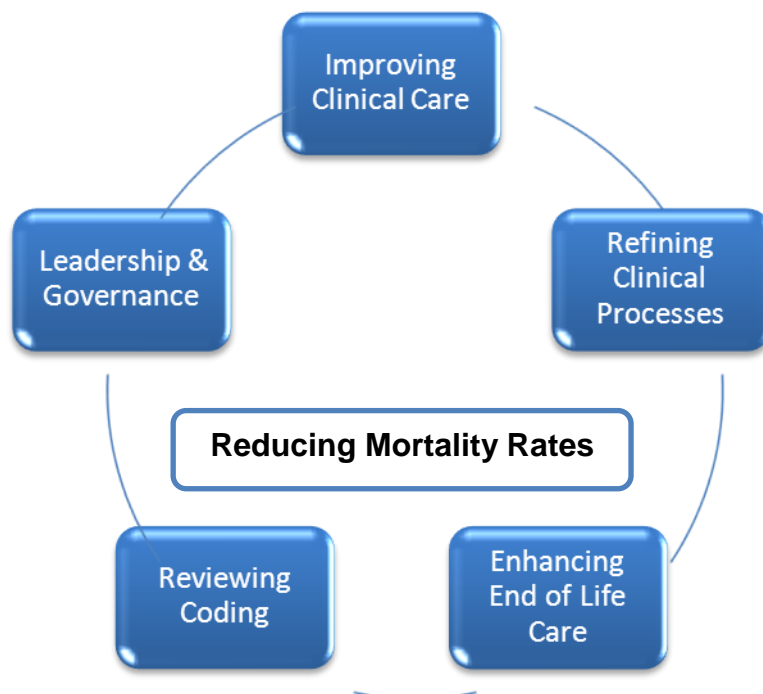 Improving
Clinical Care
Leadership &
Governance
Refining
Clinical
Processes
Reducing Mortality Rates
Reviewing
Coding
Enhancing
End of Life
Care